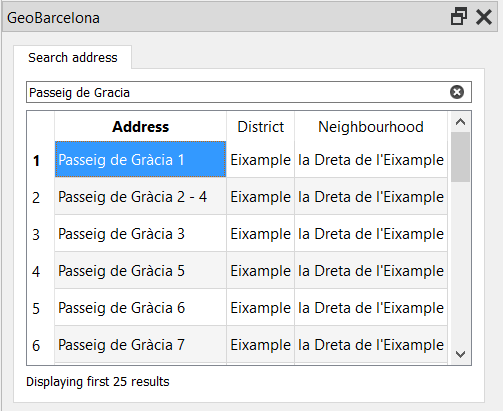 GeoBarcelona
Search address
Passeig de Gracia
Address District Neighbourhood
1 Passeig de Gràcia 1 Eixample la Dreta de l'Eixample
2 Passeig de Gràcia 2 - 4 Eixample la Dreta de l'Eixample
3 Passeig de Gràcia 3 Eixample la Dreta de l'Eixample
4 Passeig de Gràcia 5 Eixample la Dreta de l'Eixample
5 Passeig de Gràcia 6 Eixample la Dreta de l'Eixample
6 Passeig de Gràcia 7 Eixample la Dreta de l'Eixample
Displaying first 25 results